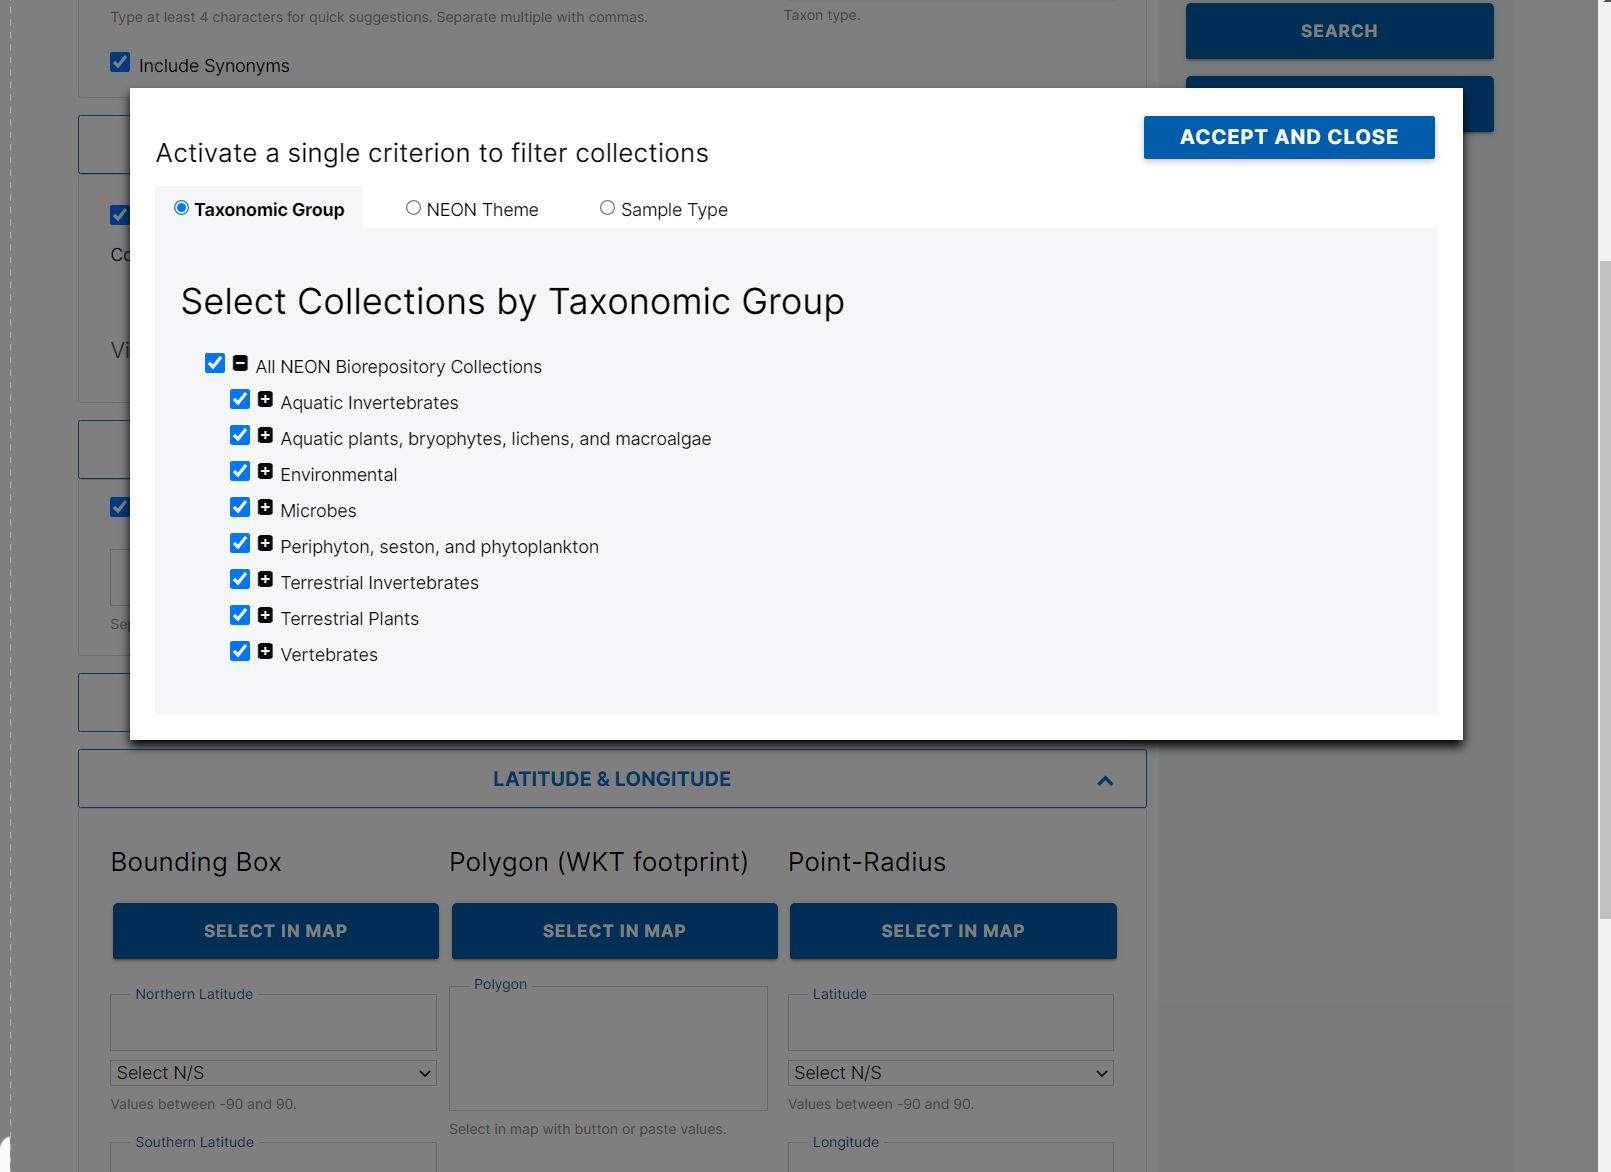 Type at least 4 characters for quick suggestions. Separate multiple with commas.
Taxon type.
SEARCH
Include Synonyms
ACCEPT AND CLOSE
Activate a single criterion to filter collections
Taxonomic Group
NEON Theme
Sample Type
Select Collections by Taxonomic Group
All NEON Biorepository Collections
Aquatic Invertebrates
Aquatic plants, bryophytes, lichens, and macroalgae
Environmental
Microbes
Periphyton, seston, and phytoplankton
Terrestrial Invertebrates
Terrestrial Plants
Vertebrates
LATITUDE & LONGITUDE
Bounding Box
Polygon (WKT footprint)
Point-Radius
SELECT IN MAP
SELECT IN MAP
SELECT IN MAP
Northern Latitude
Polygon
Latitude
Select N/S
Select N/S
Values between -90 and 90.
Values between -90 and 90.
Select in map with button or paste values.
Southern Latitude
Longitude